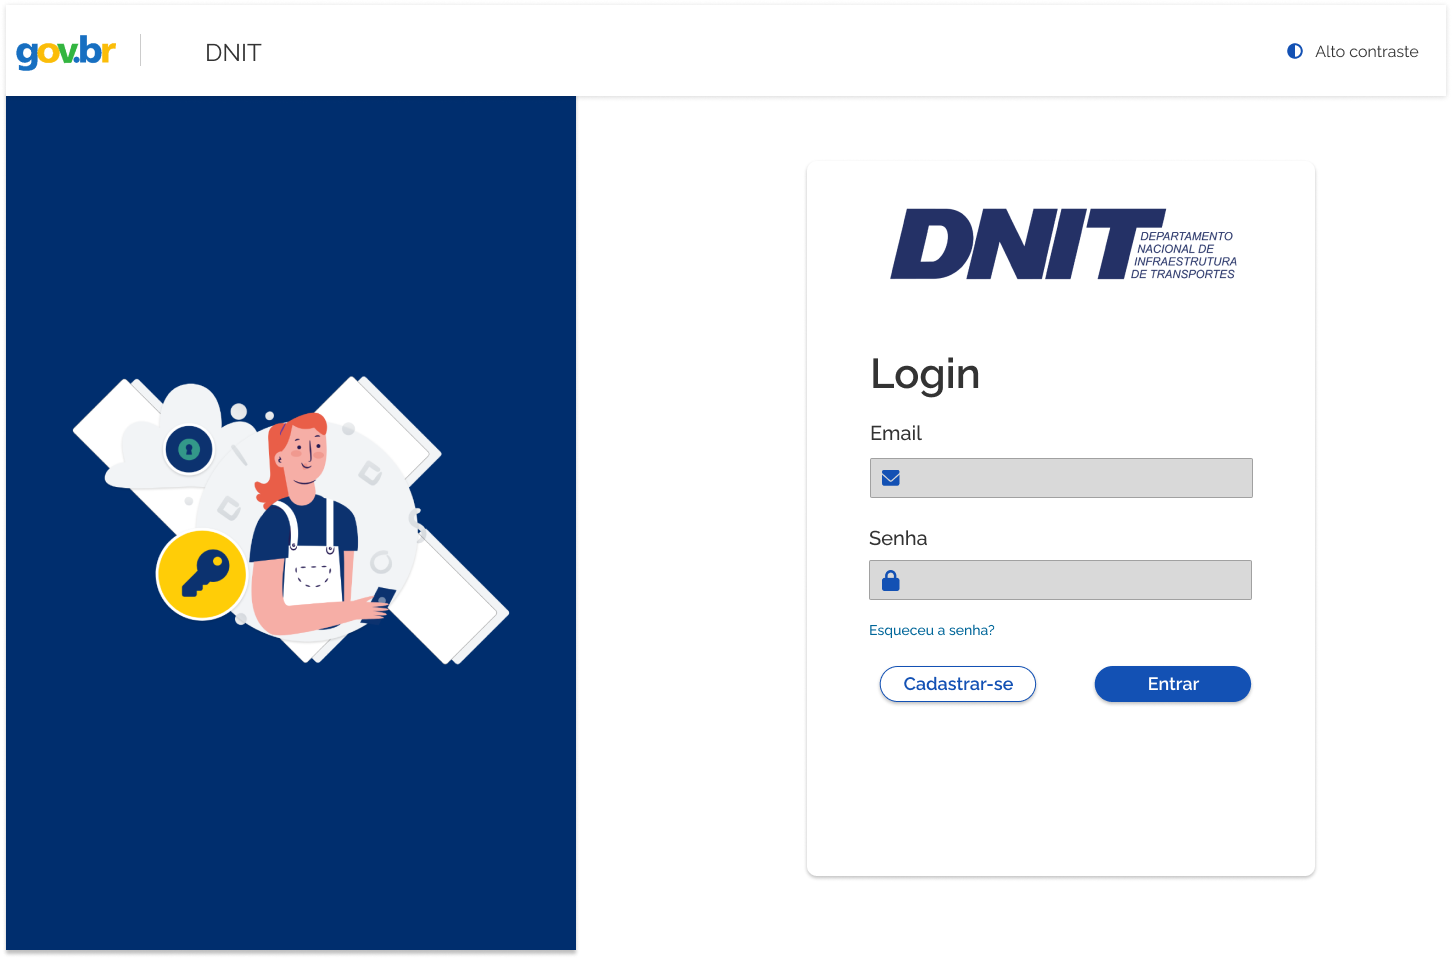 gov.br
DNIT
Alto contraste
DNIT
DEPARTAMENTO
NACIONAL DE
INFRAESTRUTURA
DE TRANSPORTES
Login
Email
Senha
Esqueceu a senha?
Cadastrar-se
Entrar